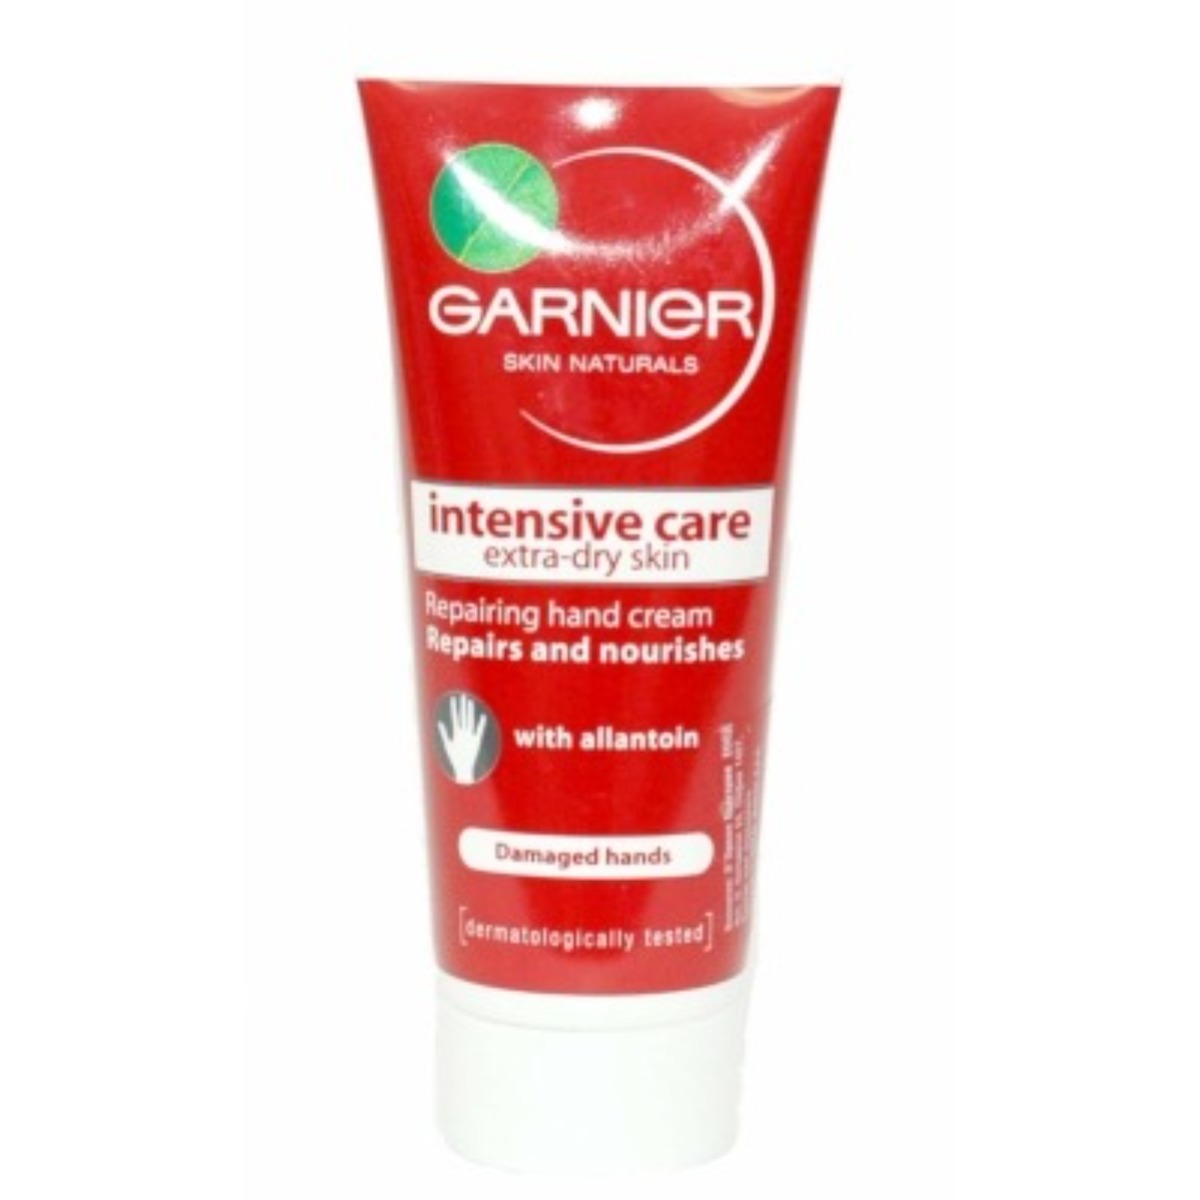 GARNIER
SKIN NATURALS
intensive care
extra-dry skin
Repairing hand cream
Repairs and nourishes
with allantoin
Damaged hands
[dermatologically tested]